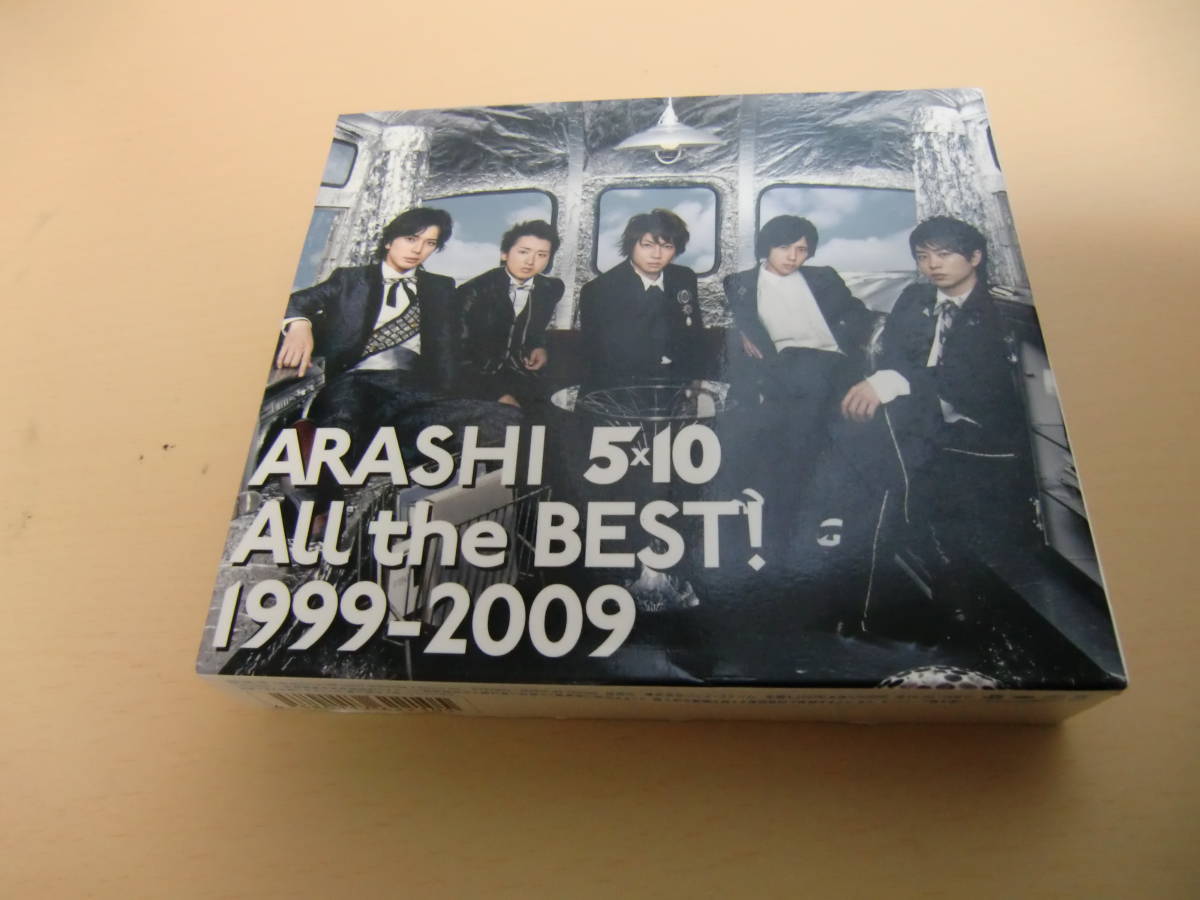 ARASHI 5×10
All the BEST!
1999-2009